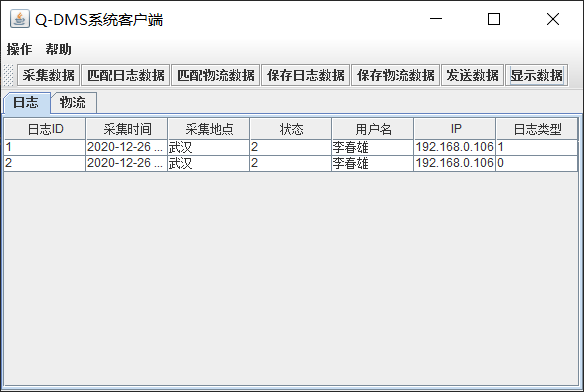 Q-DMS系统客户端
操作 帮助
采集数据 匹配日志数据 匹配物流数据 保存日志数据 保存物流数据 发送数据 显示数据
日志 物流
日志ID 采集时间 采集地点 状态 用户名 IP 日志类型
1 2020-12-26 ... 武汉 2 李春雄 192.168.0.106 1
2 2020-12-26 ... 武汉 2 李春雄 192.168.0.106 0